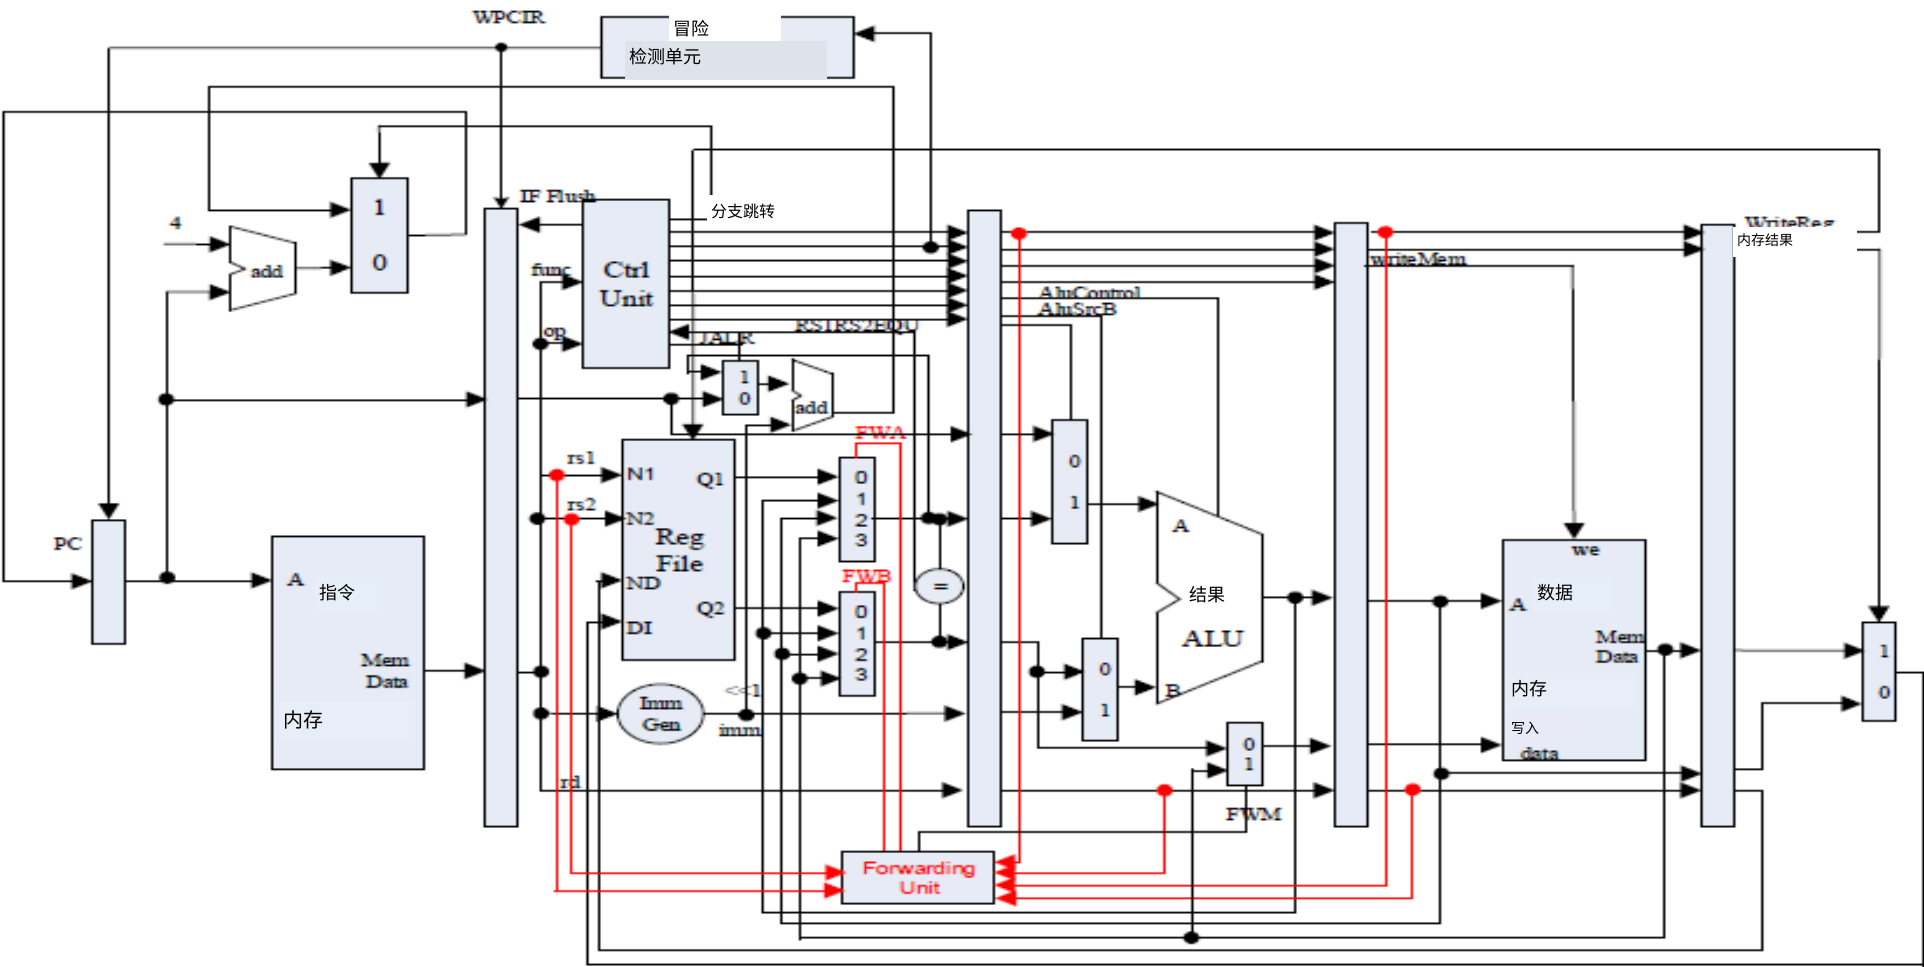 WPCIR
冒险
检测单元
IF Flush
分支跳转
WriteReg
内存结果
4
add
1
0
func
op
Ctrl
Unit
writeMem
AluControl
AluSrcB
RS1RS2EQU
JALR
1
0
add
FWA
rs1
rs2
N1
N2
ND
DI
Q1
Q2
Reg
File
0
1
2
3
FWB
0
1
2
3
=
0
1
A
B
结果
ALU
0
1
PC
A
指令
Mem
Data
内存
Imm
Gen
<<1
imm
rd
we
A
数据
Mem
Data
内存
写入
data
1
0
0
1
FWM
Forwarding
Unit